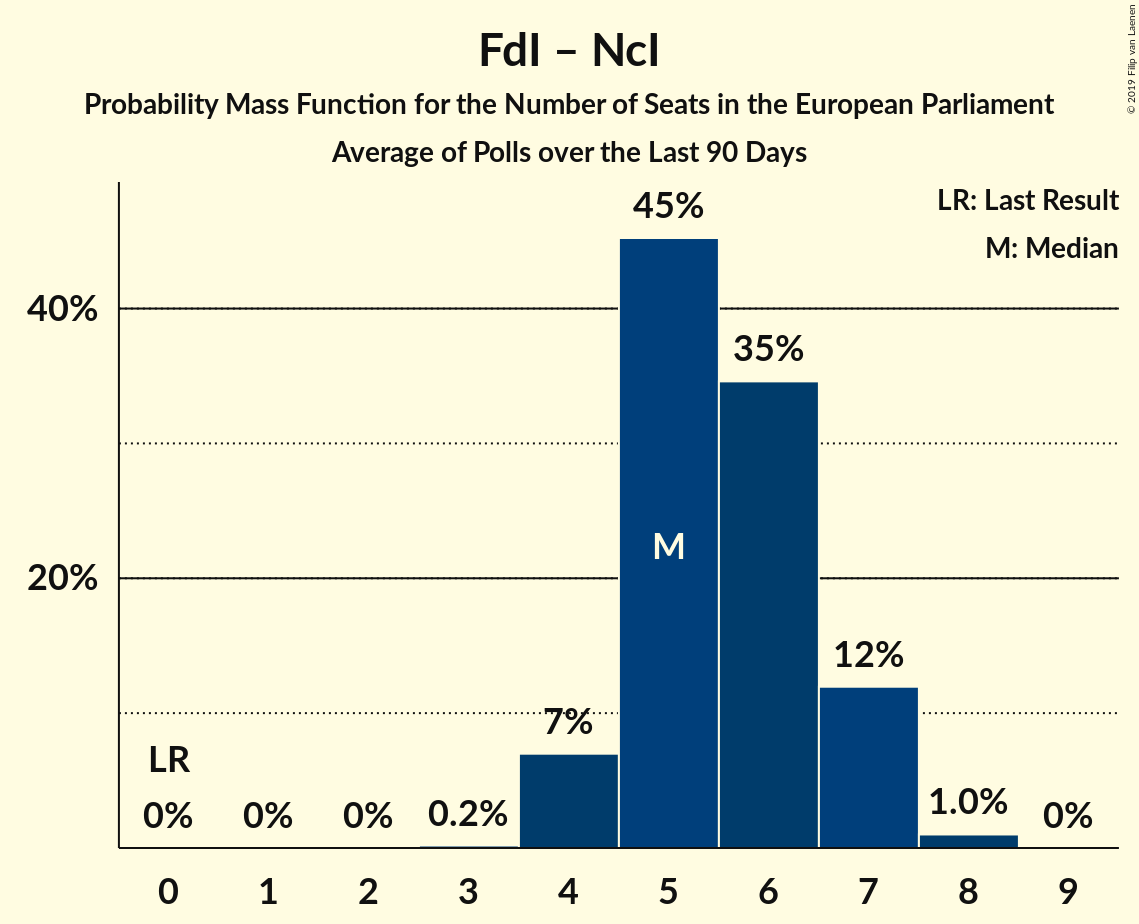 FdI – NcI
Probability Mass Function for the Number of Seats in the European Parliament
Average of Polls over the Last 90 Days
© 2019 Filip van Laenen
LR: Last Result
M: Median
45%
40%
35%
M
20%
12%
7%
LR
0%
0%
0%
0.2%
1.0%
0%
0 1 2 3 4 5 6 7 8 9